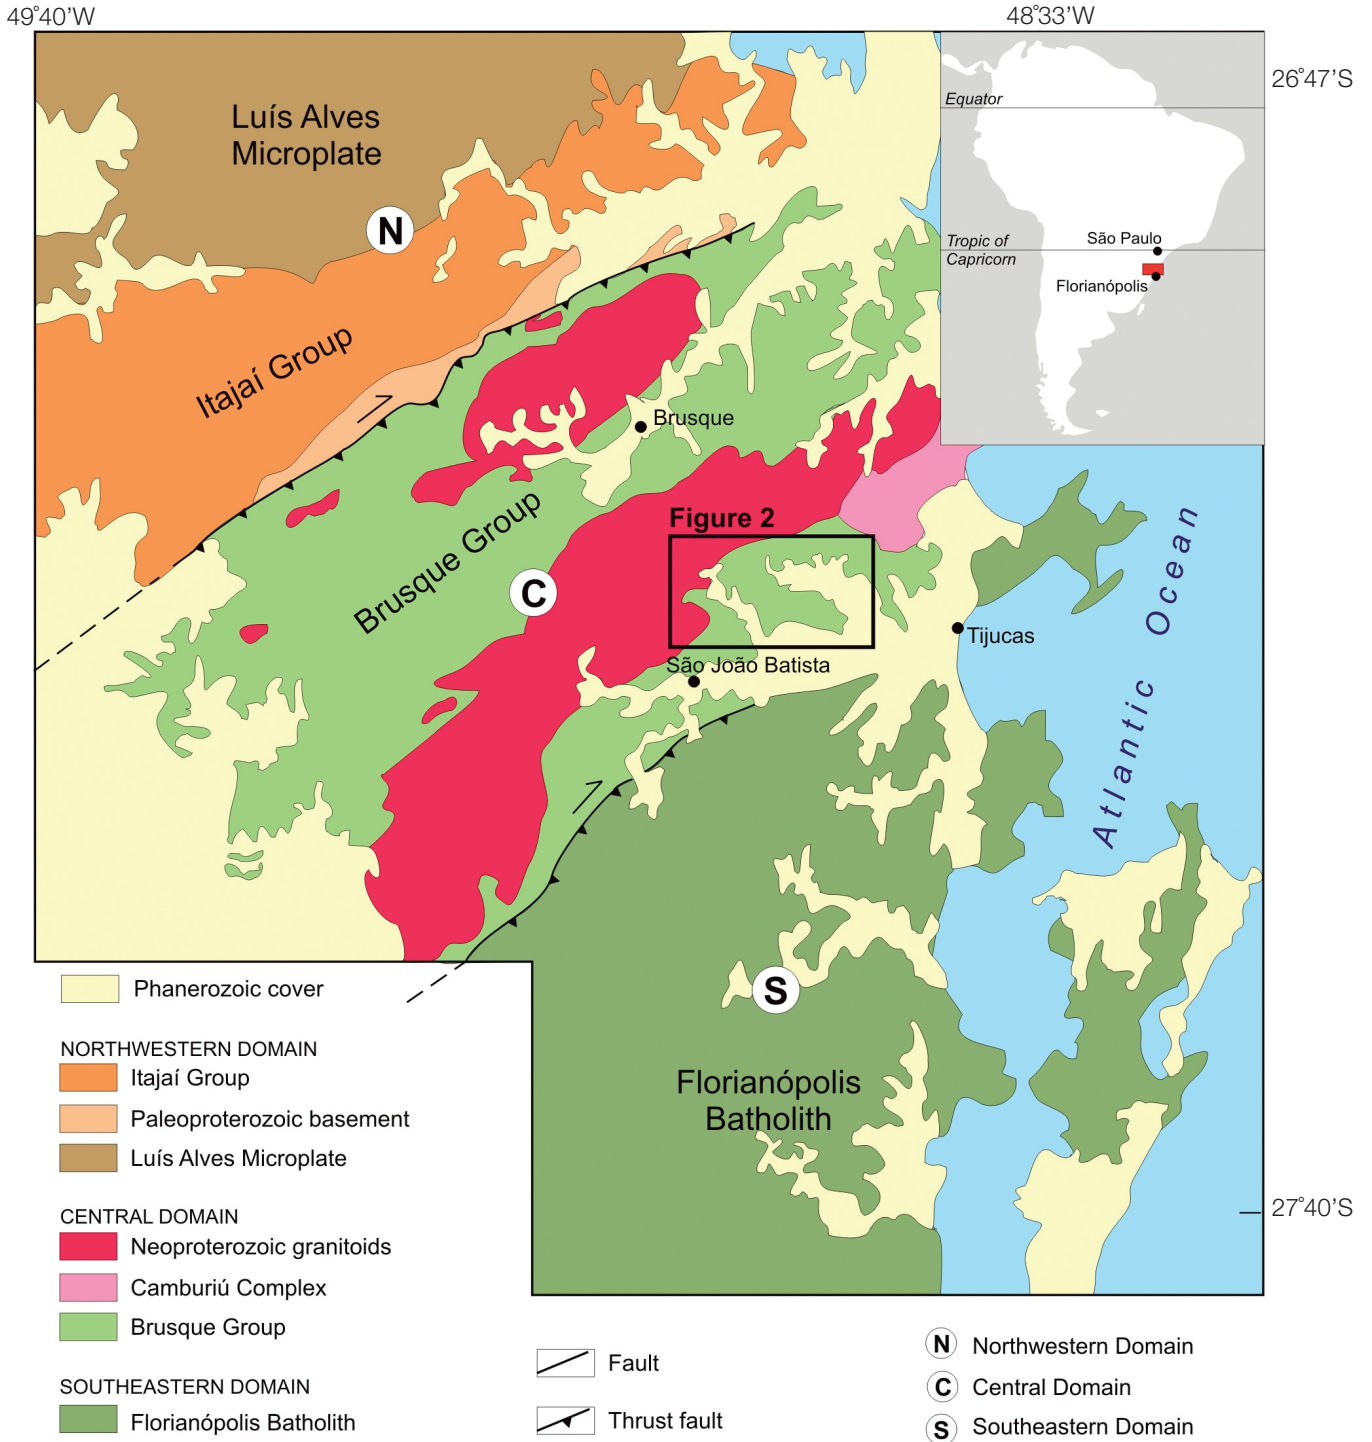 49°40’W
48°33’W
26°47’S
Luís Alves
Microplate
Equator
N
Tropic of
Capricorn
São Paulo
Florianópolis
Itajaí Group
Brusque
Brusque Group
Figure 2
C
Tijucas
São João Batista
Atlantic Ocean
S
Florianópolis
Batholith
27°40’S
Phanerozoic cover
NORTHWESTERN DOMAIN
Itajaí Group
Paleoproterozoic basement
Luís Alves Microplate
CENTRAL DOMAIN
Neoproterozoic granitoids
Camburiú Complex
Brusque Group
SOUTHEASTERN DOMAIN
Florianópolis Batholith
Fault
Thrust fault
N Northwestern Domain
C Central Domain
S Southeastern Domain